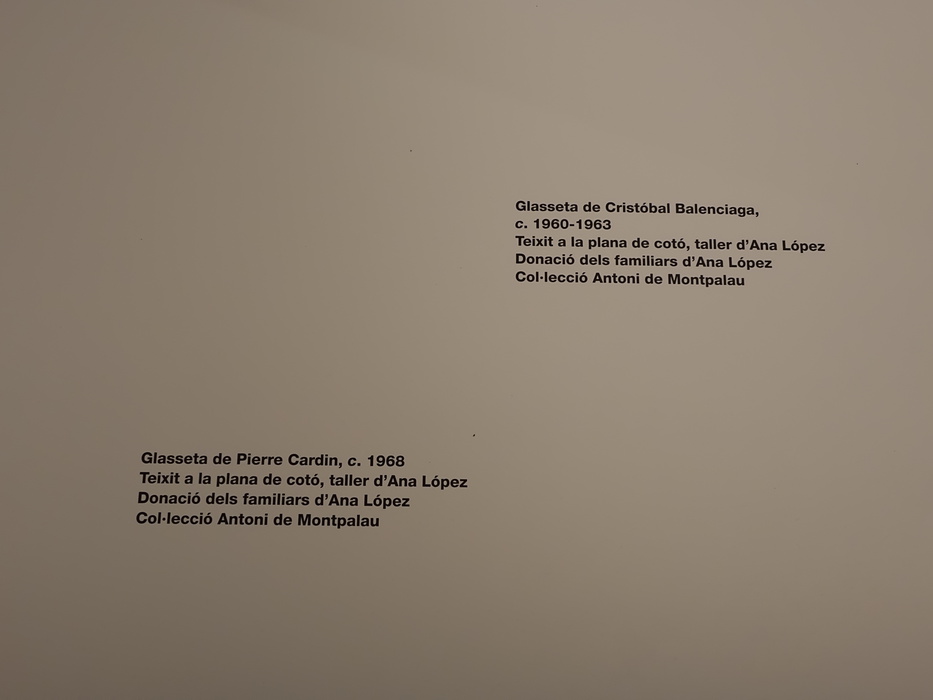 Glasseta de Cristóbal Balenciaga,
c. 1960-1963
Teixit a la plana de cotó, taller d'Ana López
Donació dels familiars d'Ana López
Col·lecció Antoni de Montpalau
Glasseta de Pierre Cardin, c. 1968
Teixit a la plana de cotó, taller d'Ana López
Donació dels familiars d'Ana López
Col·lecció Antoni de Montpalau